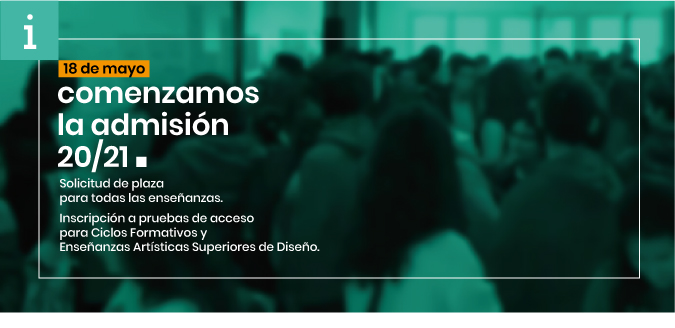 i
18 de mayo
comenzamos
la admisión
20/21
Solicitud de plaza
para todas las enseñanzas.
Inscripción a pruebas de acceso
para Ciclos Formativos y
Enseñanzas Artísticas Superiores de Diseño.